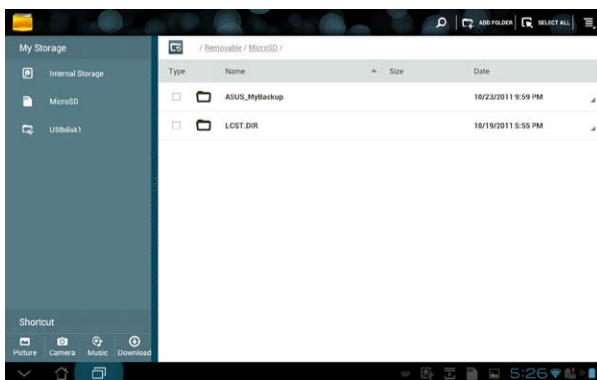 ADD FOLDER SELECT ALL
My Storage / Removable / MicroSD /
Internal Storage Type Name Size Date
MicroSD ASUS_MyBackup 10/23/2011 9:59 PM
USBdisk1 LOST.DIR 10/19/2011 5:55 PM
Shortcut
Picture Camera Music Download
5:26